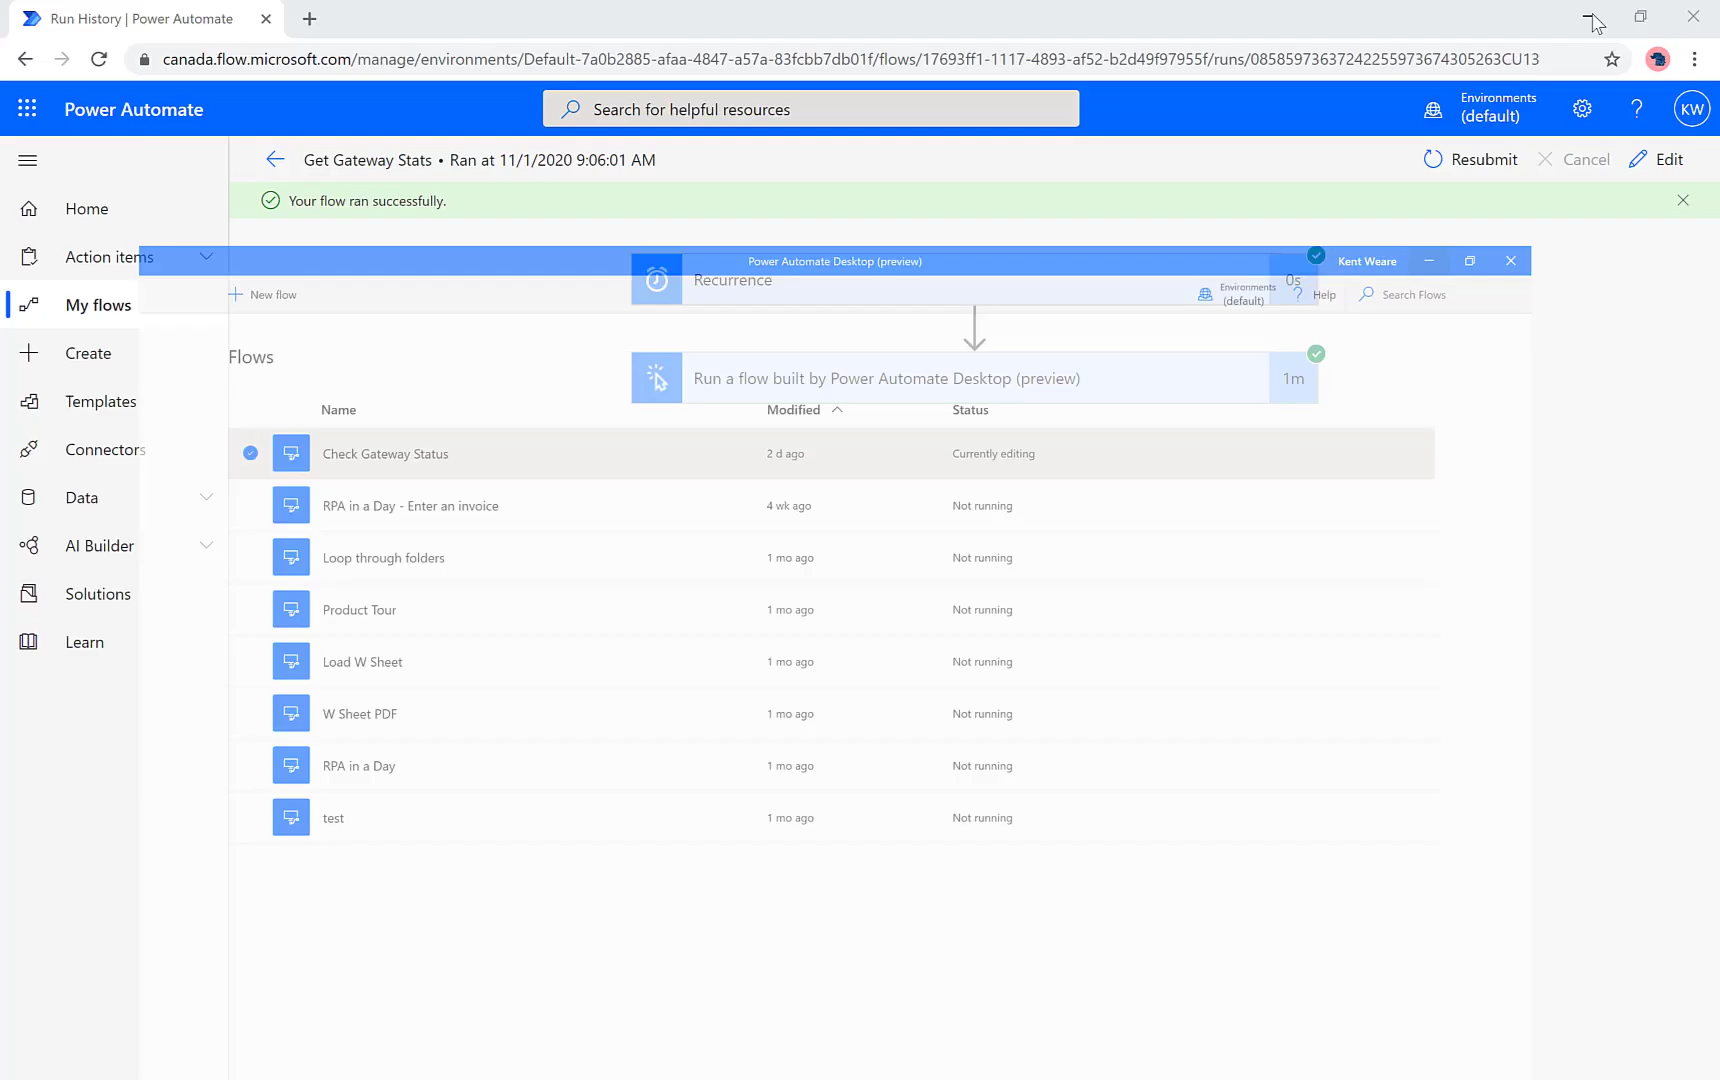 Run History | Power Automate
canada.flow.microsoft.com/manage/environments/Default-7a0b2885-afaa-4847-a57a-83fcbb7db01f/flows/17693ff1-1117-4893-af52-b2d49f97955f/runs/08585973637242255973674305263CU13
Power Automate
Search for helpful resources
Environments
(default)
KW
Get Gateway Stats • Ran at 11/1/2020 9:06:01 AM
Resubmit
Cancel
Edit
Your flow ran successfully.
Home
Action items
My flows
Create
Templates
Connectors
Data
AI Builder
Solutions
Learn
Power Automate Desktop (preview)
Kent Weare
Recurrence
0s
New flow
Environments
(default)
Help
Search Flows
Flows
Run a flow built by Power Automate Desktop (preview)
1m
Name Modified Status
Check Gateway Status 2 d ago Currently editing
RPA in a Day - Enter an invoice 4 wk ago Not running
Loop through folders 1 mo ago Not running
Product Tour 1 mo ago Not running
Load W Sheet 1 mo ago Not running
W Sheet PDF 1 mo ago Not running
RPA in a Day 1 mo ago Not running
test 1 mo ago Not running